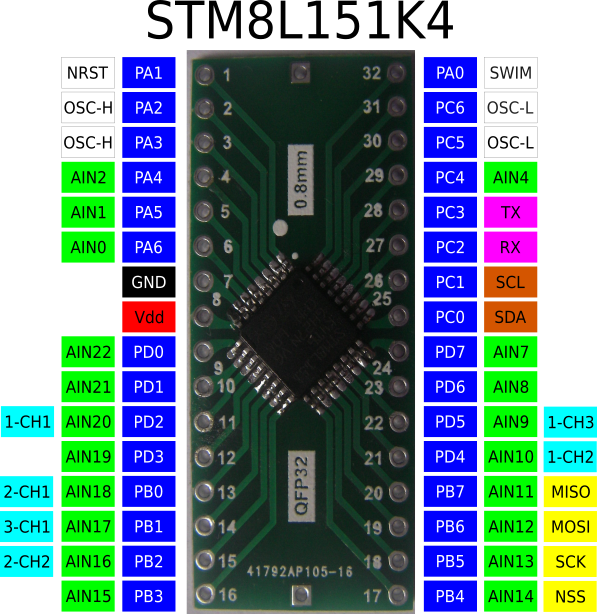 STM8L151K4
NRST PA1 1 32 PA0 SWIM
OSC-H PA2 2 31 PC6 OSC-L
OSC-H PA3 3 30 PC5 OSC-L
AIN2 PA4 4 0.8mm 29 PC4 AIN4
AIN1 PA5 5 28 PC3 TX
AIN0 PA6 6 27 PC2 RX
GND 7 26 PC1 SCL
Vdd 8 25 PC0 SDA
AIN22 PD0 9 24 PD7 AIN7
AIN21 PD1 10 23 PD6 AIN8
1-CH1 AIN20 PD2 11 22 PD5 AIN9 1-CH3
AIN19 PD3 12 21 PD4 AIN10 1-CH2
2-CH1 AIN18 PB0 13 QFP32 20 PB7 AIN11 MISO
3-CH1 AIN17 PB1 14 19 PB6 AIN12 MOSI
2-CH2 AIN16 PB2 15 18 PB5 AIN13 SCK
41792AP105-16
AIN15 PB3 16 17 PB4 AIN14 NSS